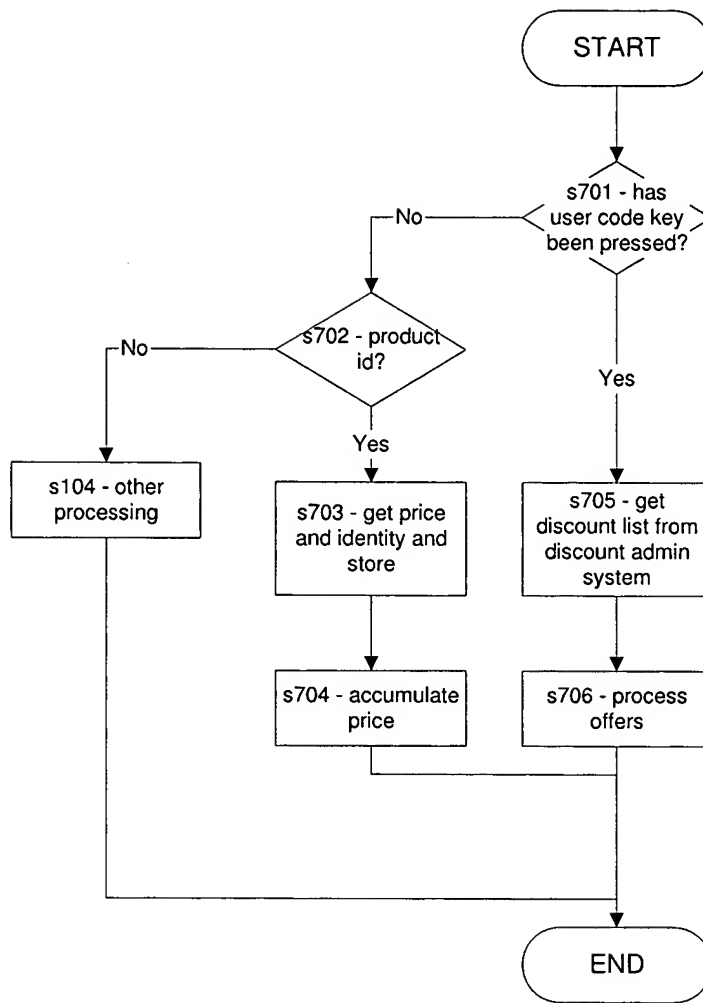 START
s701 - has
user code key
been pressed?
No
s702 - product
id?
No
Yes
Yes
s104 - other
processing
s703 - get price
and identity and
store
s705 - get
discount list from
discount admin
system
s704 - accumulate
price
s706 - process
offers
END